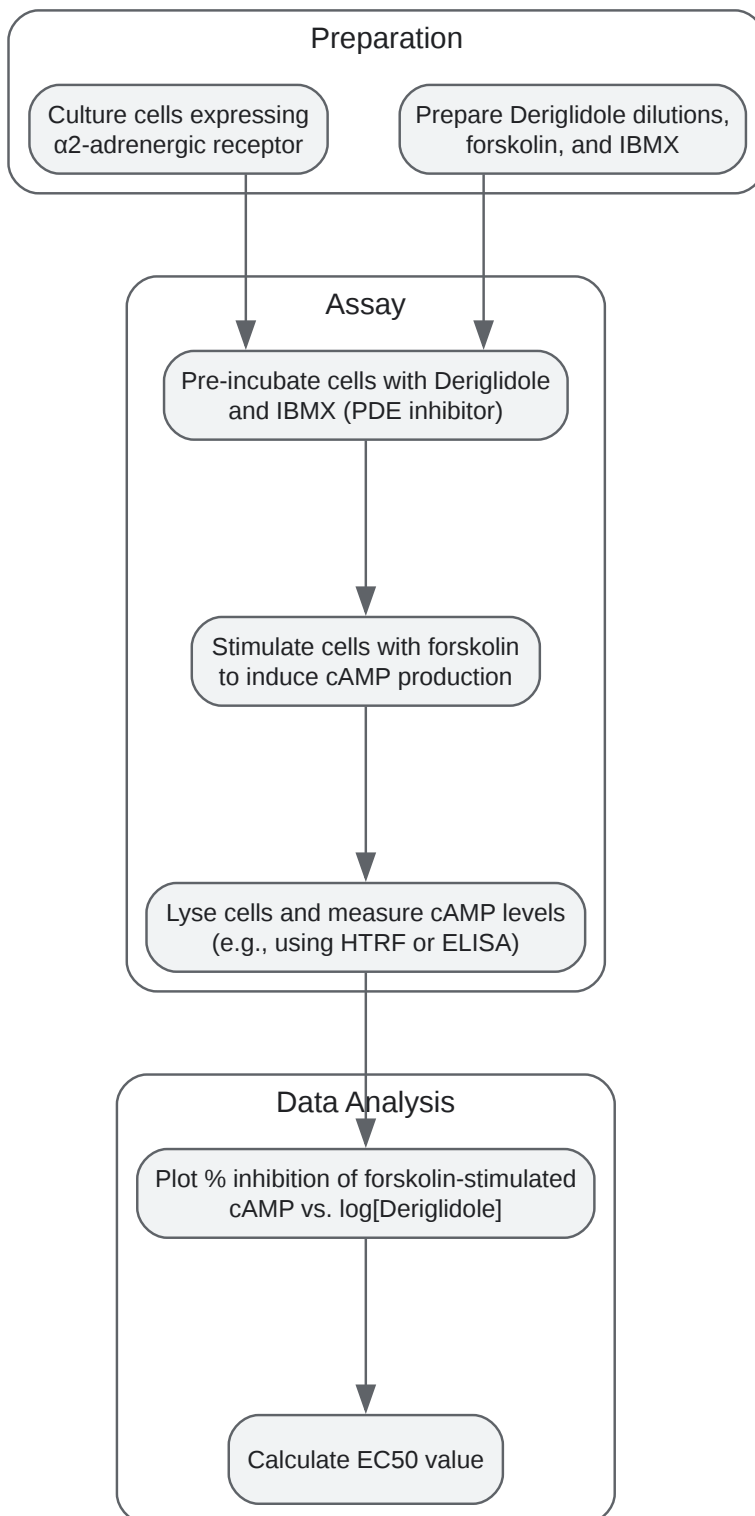 Preparation
Culture cells expressing
α2-adrenergic receptor
Prepare Deriglidole dilutions,
forskolin, and IBMX
Assay
Pre-incubate cells with Deriglidole
and IBMX (PDE inhibitor)
Stimulate cells with forskolin
to induce cAMP production
Lyse cells and measure cAMP levels
(e.g., using HTRF or ELISA)
Data Analysis
Plot % inhibition of forskolin-stimulated
cAMP vs. log[Deriglidole]
Calculate EC50 value